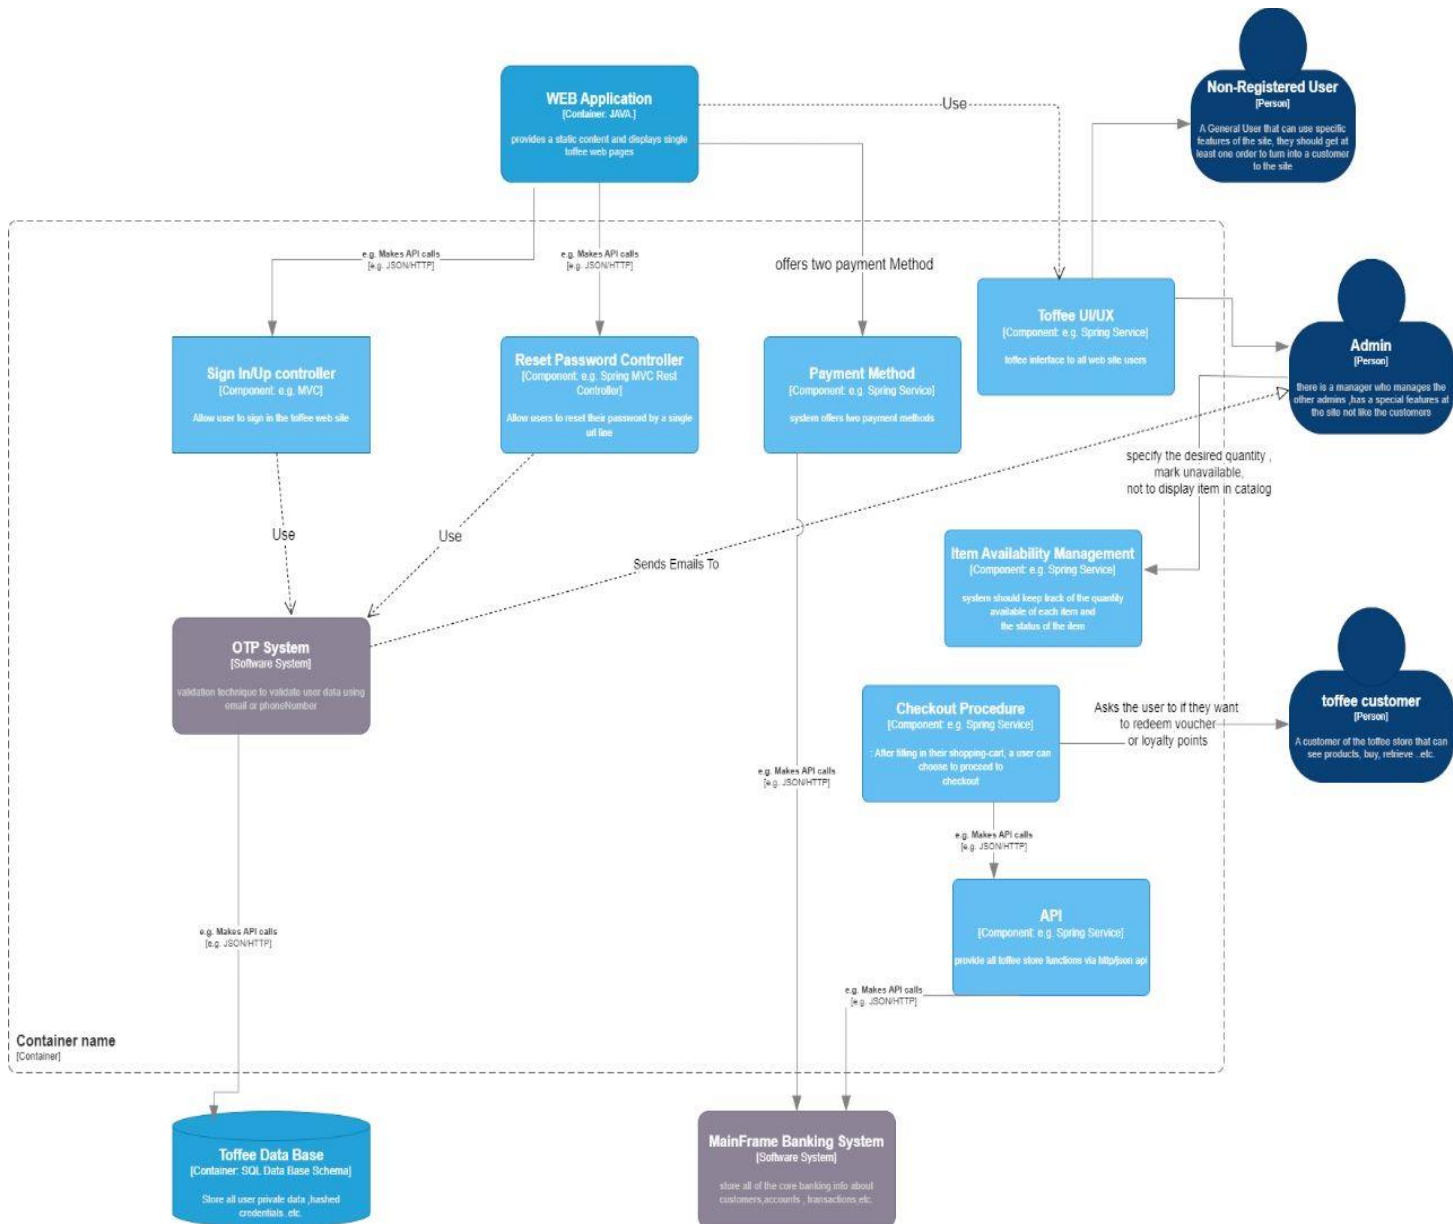 Non-Registered User
[Person]
A General User that can use specific
features of the site, they should get at
least one order to turn into a customer
to the site
WEB Application
[Container: JAVA,]
provides a static content and displays single
toffee web pages
Use
e.g. Makes API calls
[e.g. JSON/HTTP]
e.g. Makes API calls
[e.g. JSON/HTTP]
offers two payment Method
Toffee UI/UX
[Component: e.g. Spring Service]
toffee interface to all web site users
Admin
[Person]
there is a manager who manages the
other admins ,has a special features at
the site not like the customers
Sign In/Up controller
[Component: e.g. MVC]
Allow user to sign in the toffee web site
Reset Password Controller
[Component: e.g. Spring MVC Rest
Controller]
Allow users to reset their password by a single
url line
Payment Method
[Component: e.g. Spring Service]
system offers two payment methods
specify the desired quantity ,
mark unavailable,
not to display item in catalog
Use
Use
Sends Emails To
Item Availability Management
[Component: e.g. Spring Service]
system should keep track of the quantity
available of each item and
the status of the item
OTP System
[Software System]
validation technique to validate user data using
email or phoneNumber
Checkout Procedure
[Component: e.g. Spring Service]
: After filling in their shopping-cart, a user can
choose to proceed to
checkout
Asks the user to if they want
to redeem voucher
or loyalty points
toffee customer
[Person]
A customer of the toffee store that can
see products, buy, retrieve ..etc.
e.g. Makes API calls
[e.g. JSON/HTTP]
e.g. Makes API calls
[e.g. JSON/HTTP]
API
[Component: e.g. Spring Service]
provide all toffee store functions via http/json api
e.g. Makes API calls
[e.g. JSON/HTTP]
e.g. Makes API calls
[e.g. JSON/HTTP]
Container name
[Container]
Toffee Data Base
[Container: SQL Data Base Schema]
Store all user private data ,hashed
credentials..etc.
MainFrame Banking System
[Software System]
store all of the core banking info about
customers,accounts , transactions etc.